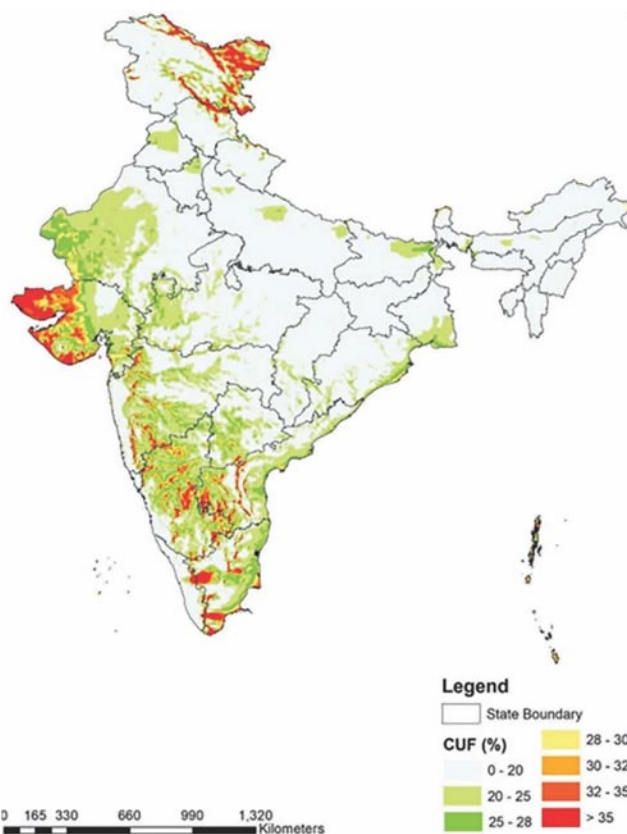 Legend
State Boundary
CUF (%)
0 - 20
20 - 25
25 - 28
28 - 30
30 - 32
32 - 35
> 35
0 165 330 660 990 1,320
Kilometers